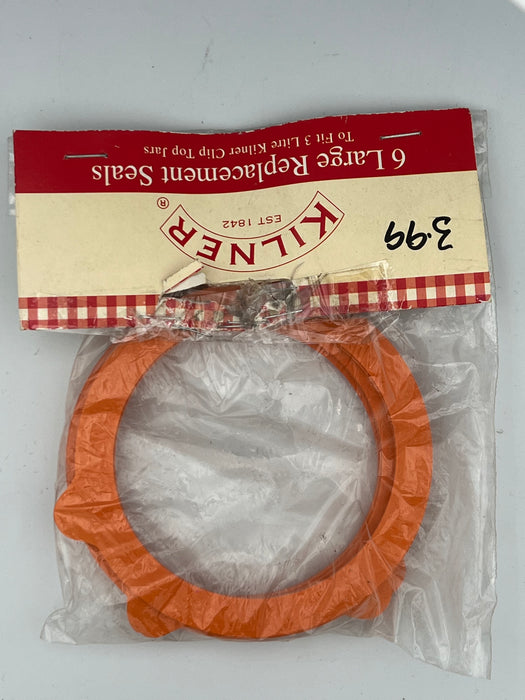 6 Large Replacement Seals
To Fit 3 Litre Kilner Clip Top Jars
KILNER®
EST 1842
3.99